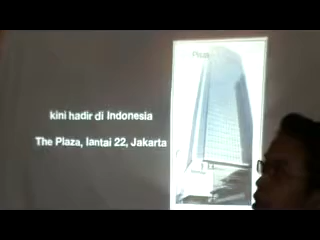 kini hadir di Indonesia
The Plaza, lantai 22, Jakarta